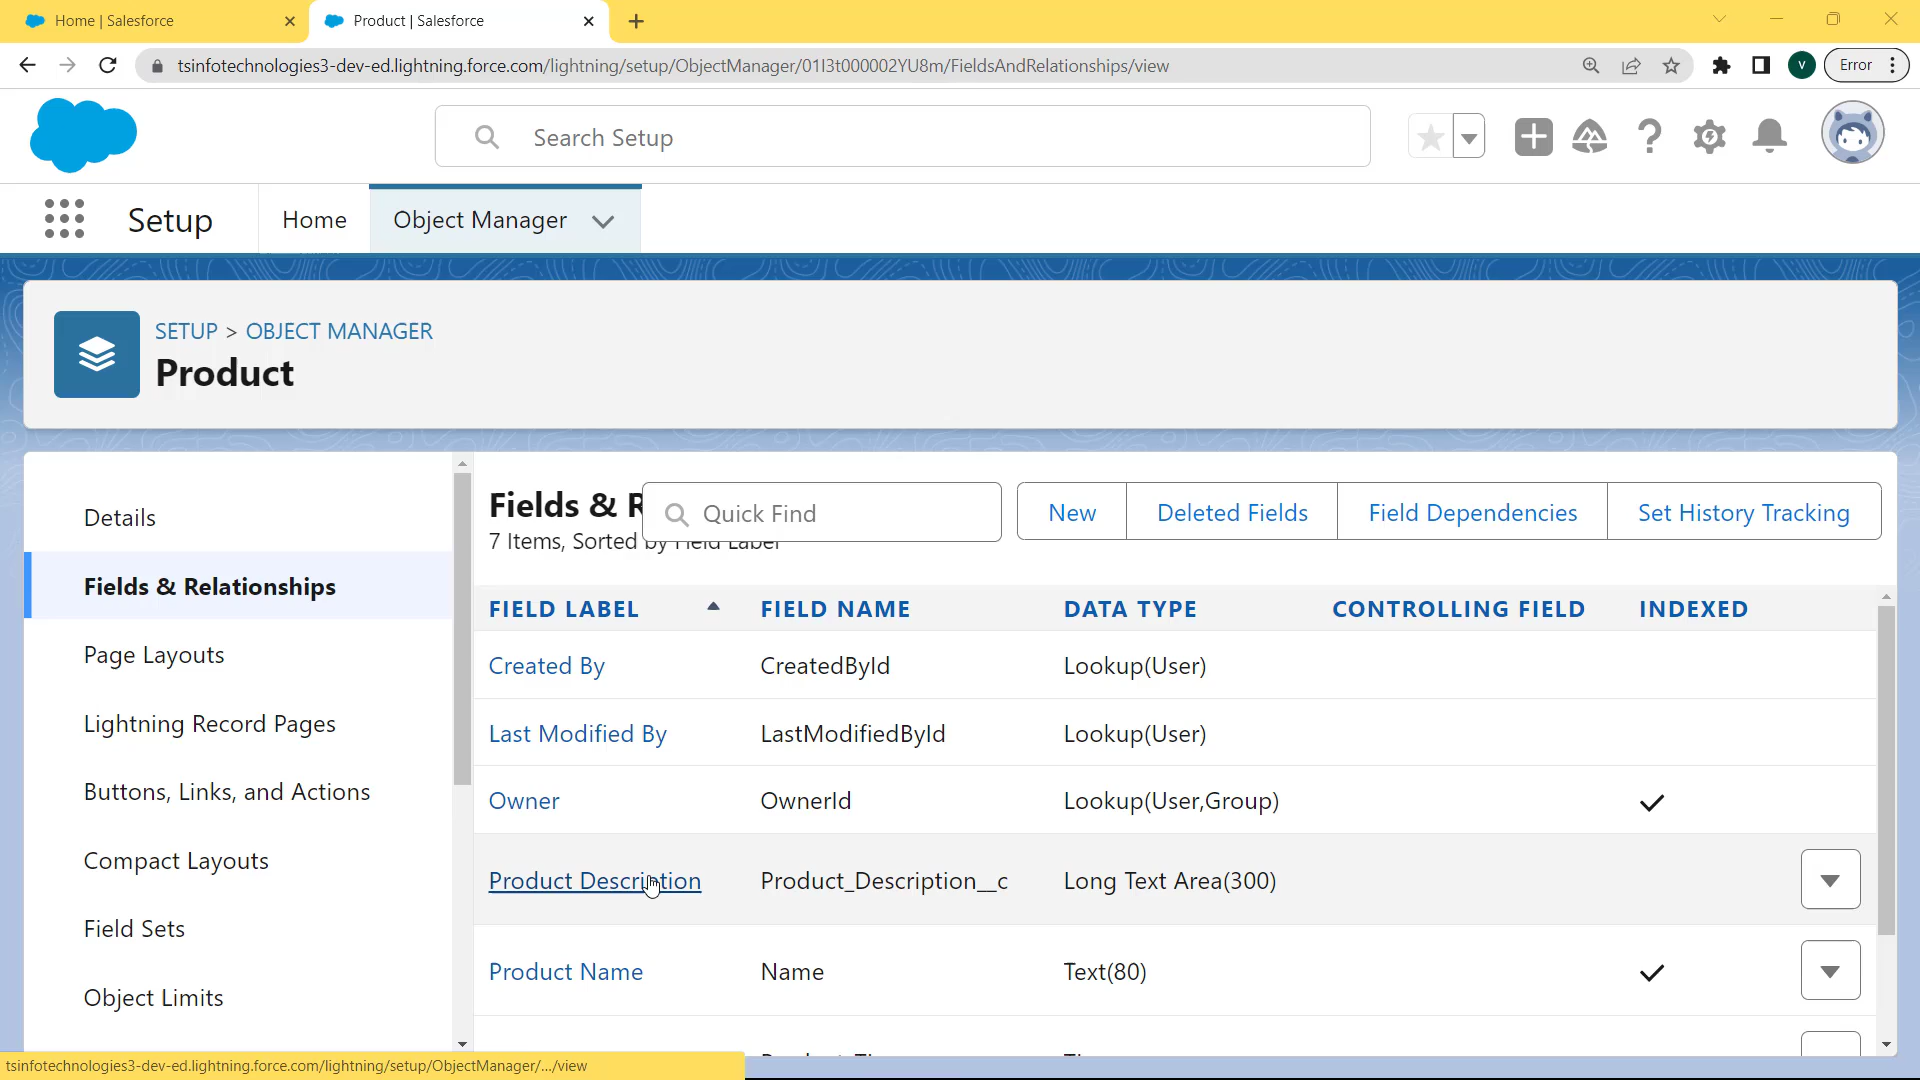 Home | Salesforce
Product | Salesforce
tsinfotechnologies3-dev-ed.lightning.force.com/lightning/setup/ObjectManager/01I3t000002YU8m/FieldsAndRelationships/view
V
Error
Search Setup
Setup
Home
Object Manager
SETUP > OBJECT MANAGER
Product
Details
Fields & Relationships
Page Layouts
Lightning Record Pages
Buttons, Links, and Actions
Compact Layouts
Field Sets
Object Limits
Fields & R
7 Items, Sorted by Field Label
Quick Find
New
Deleted Fields
Field Dependencies
Set History Tracking
FIELD LABEL FIELD NAME DATA TYPE CONTROLLING FIELD INDEXED
Created By CreatedById Lookup(User)
Last Modified By LastModifiedById Lookup(User)
Owner OwnerId Lookup(User,Group)
Product Description Product_Description__c Long Text Area(300)
Product Name Name Text(80)
tsinfotechnologies3-dev-ed.lightning.force.com/lightning/setup/ObjectManager/.../view